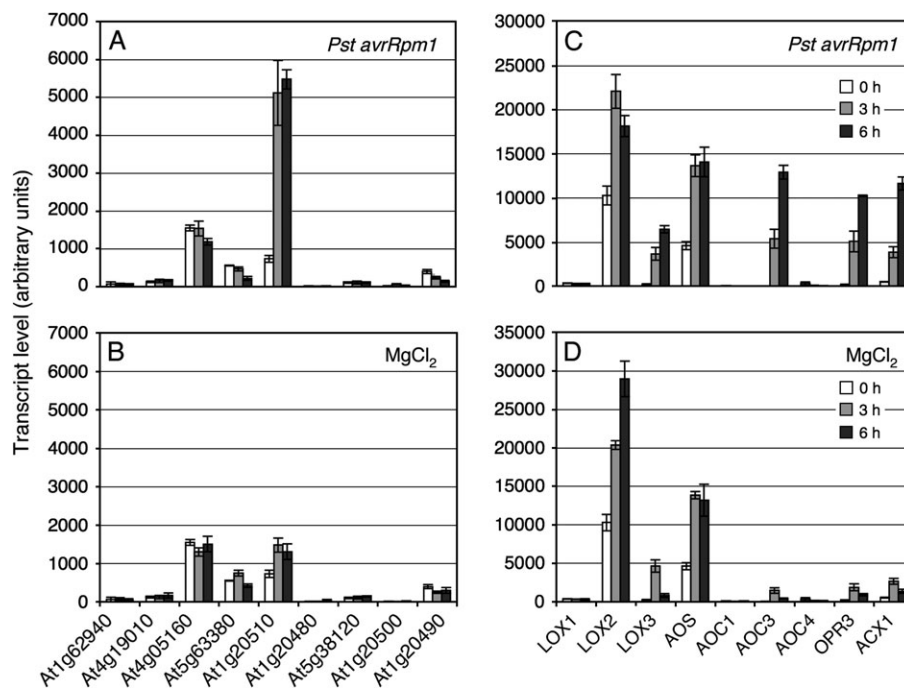 Transcript level (arbitrary units)
A
Pst avrRpm1
7000
6000
5000
4000
3000
2000
1000
0
C
Pst avrRpm1
30000
25000
20000
15000
10000
5000
0
0 h
3 h
6 h
B
MgCl2
7000
6000
5000
4000
3000
2000
1000
0
At1g62940
At4g19010
At4g05160
At5g63380
At1g20510
At1g20480
At5g38120
At1g20500
At1g20490
D
MgCl2
35000
30000
25000
20000
15000
10000
5000
0
0 h
3 h
6 h
LOX1
LOX2
LOX3
AOS
AOC1
AOC3
AOC4
OPR3
ACX1